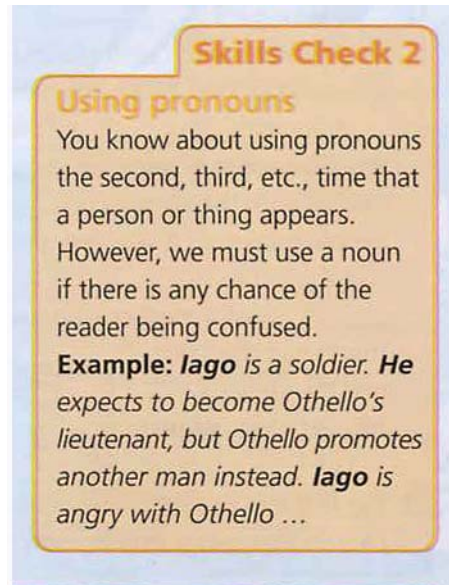 Skills Check 2
Using pronouns
You know about using pronouns
the second, third, etc., time that
a person or thing appears.
However, we must use a noun
if there is any chance of the
reader being confused.
Example: Iago is a soldier. He
expects to become Othello's
lieutenant, but Othello promotes
another man instead. Iago is
angry with Othello ...